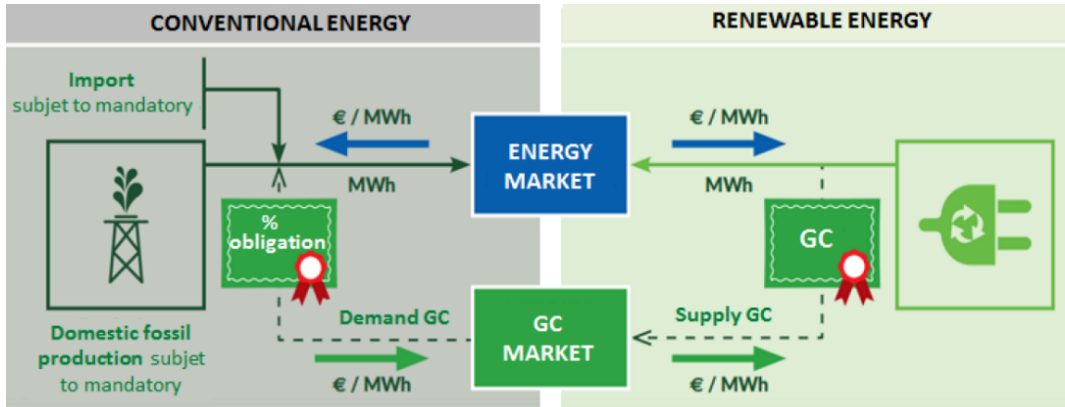 CONVENTIONAL ENERGY
RENEWABLE ENERGY
Import
subjet to mandatory
€ / MWh
€ / MWh
ENERGY
MARKET
MWh
MWh
%
obligation
GC
Domestic fossil
production subjet
to mandatory
Demand GC
GC
MARKET
Supply GC
€ / MWh
€ / MWh